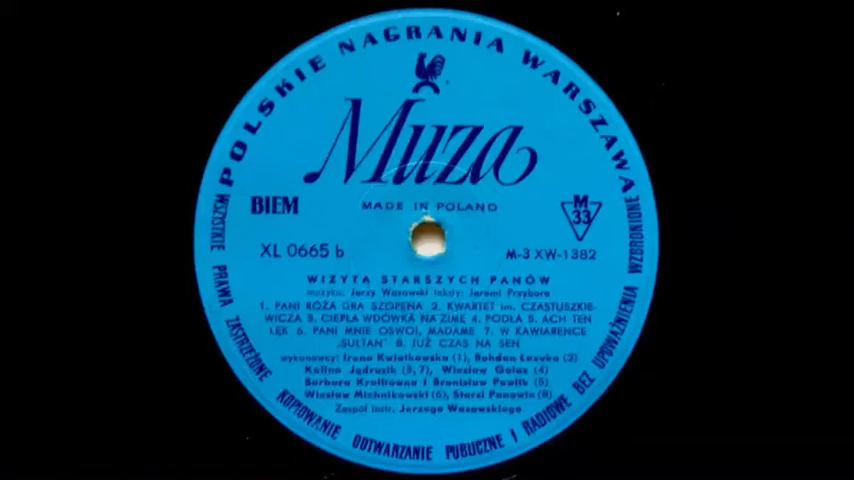 POLSKIE NAGRANIA WARSZAWA
Muza
MADE IN POLAND
BIEM
M
33
XL 0665 b
M-3 XW-1382
WIZYTA STARSZYCH PANÓW
muzyka: Jerzy Wasowski teksty: Jeremi Przybora
1. PANI RÓŻA GRA SZOPENA 2. KWARTET im. CZASTUSZKIE-
WICZA 3. CIEPŁA WDÓWKA NA ZIMĘ 4. PODŁA 5. ACH TEN
LĘK 6. PANI MNIE OSWOI, MADAME 7. W KAWIARENCE
„SUŁTAN" 8. JUŻ CZAS NA SEN
wykonawcy: Irena Kwiatkowska (1), Bohdan Łazuka (2)
Kalina Jędrusik (3, 7), Wiesław Gołas (4)
Barbara Krafftówna i Bronisław Pawlik (5)
Wiesław Michnikowski (6), Starsi Panowie (8)
Zespół instr. Jerzego Wasowskiego
WSZYSTKIE PRAWA ZASTRZEŻONE KOPIOWANIE ODTWARZANIE PUBLICZNE I RADIOWE BEZ UPOWAŻNIENIA WZBRONIONE